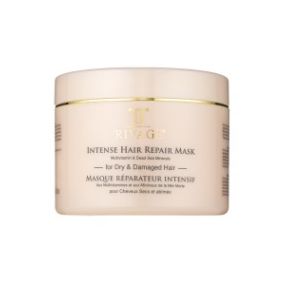 RIVAGE
INTENSE HAIR REPAIR MASK
Multivitamin & Dead Sea Minerals
for Dry & Damaged Hair
MASQUE RÉPARATEUR INTENSIF
aux Multivitamines et aux Minéraux de la Mer Morte
pour Cheveux Secs et abîmés